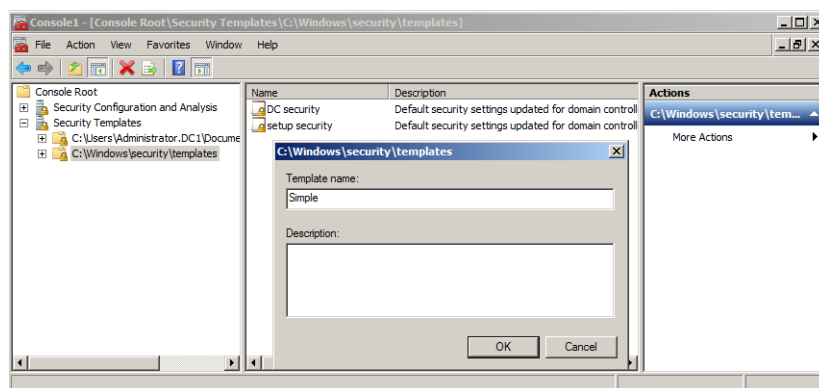 Console1 - [Console Root\Security Templates\C:\Windows\security\templates]
File Action View Favorites Window Help
Console Root
Security Configuration and Analysis
Security Templates
C:\Users\Administrator.DC1\Docume
C:\Windows\security\templates
Name Description
DC security Default security settings updated for domain controll
setup security Default security settings updated for domain controll
C:\Windows\security\templates
Template name:
Simple
Description:
OK Cancel
Actions
C:\Windows\security\tem...
More Actions